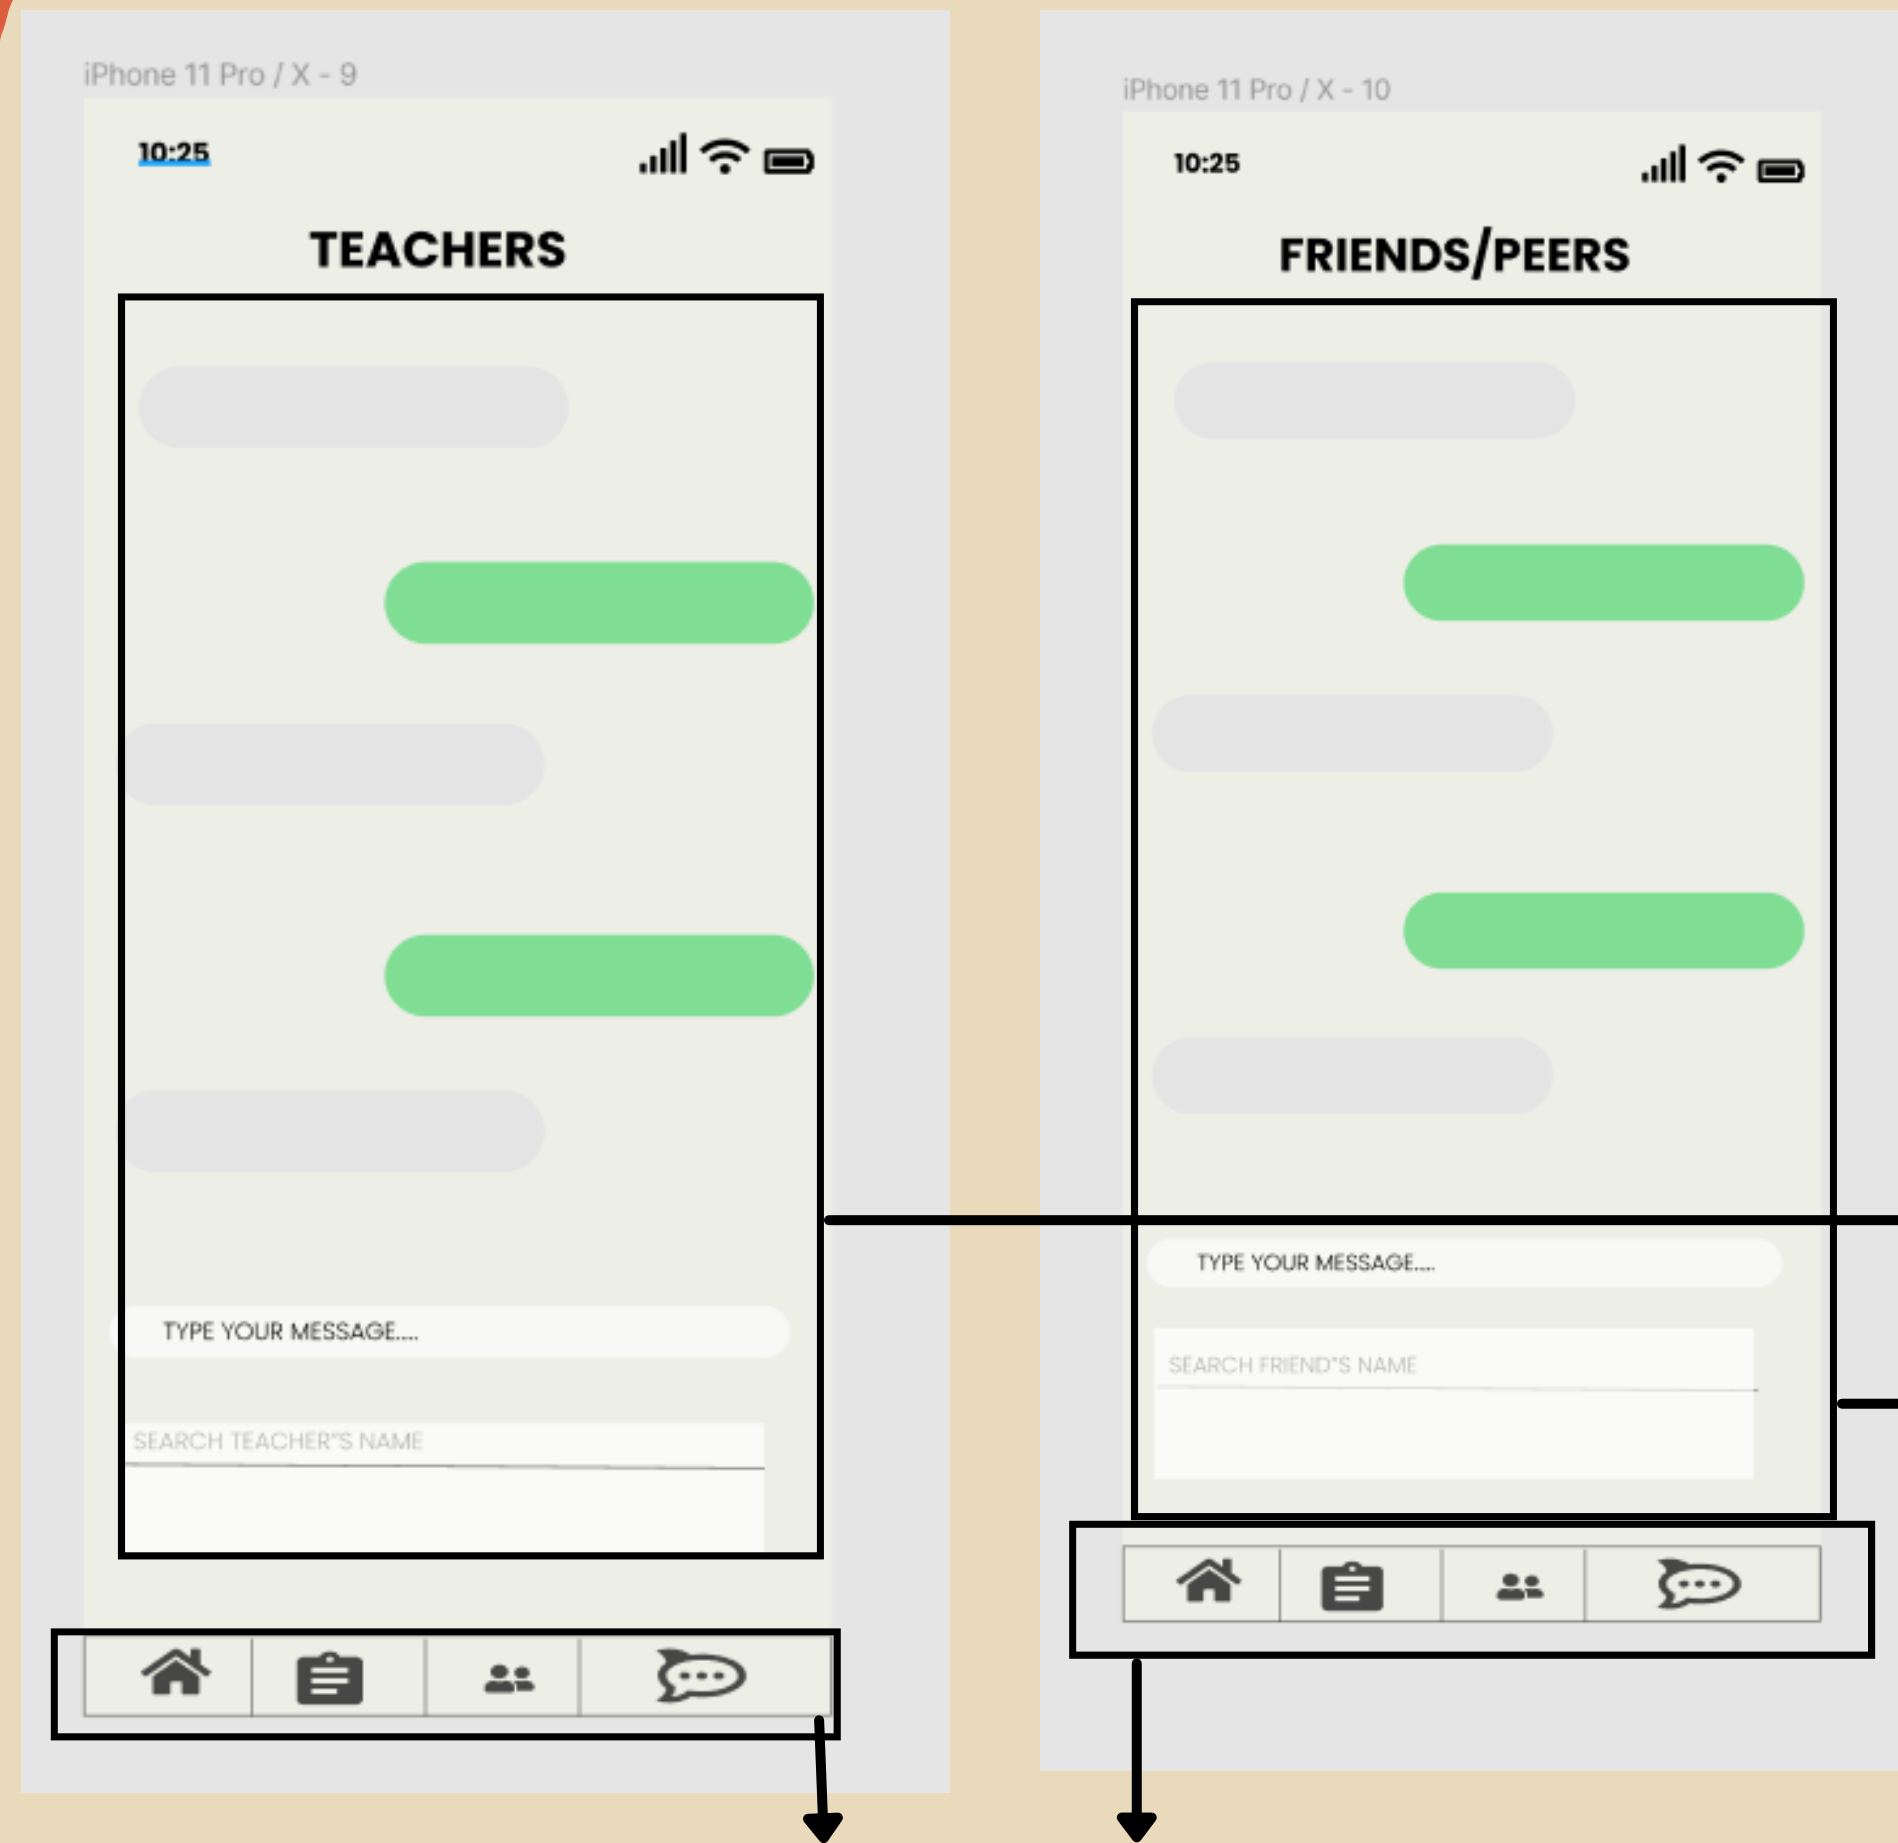 iPhone 11 Pro / X - 9
10:25
TEACHERS
TYPE YOUR MESSAGE.....
SEARCH TEACHER"S NAME
iPhone 11 Pro / X - 10
10:25
FRIENDS/PEERS
TYPE YOUR MESSAGE.....
SEARCH FRIEND"S NAME